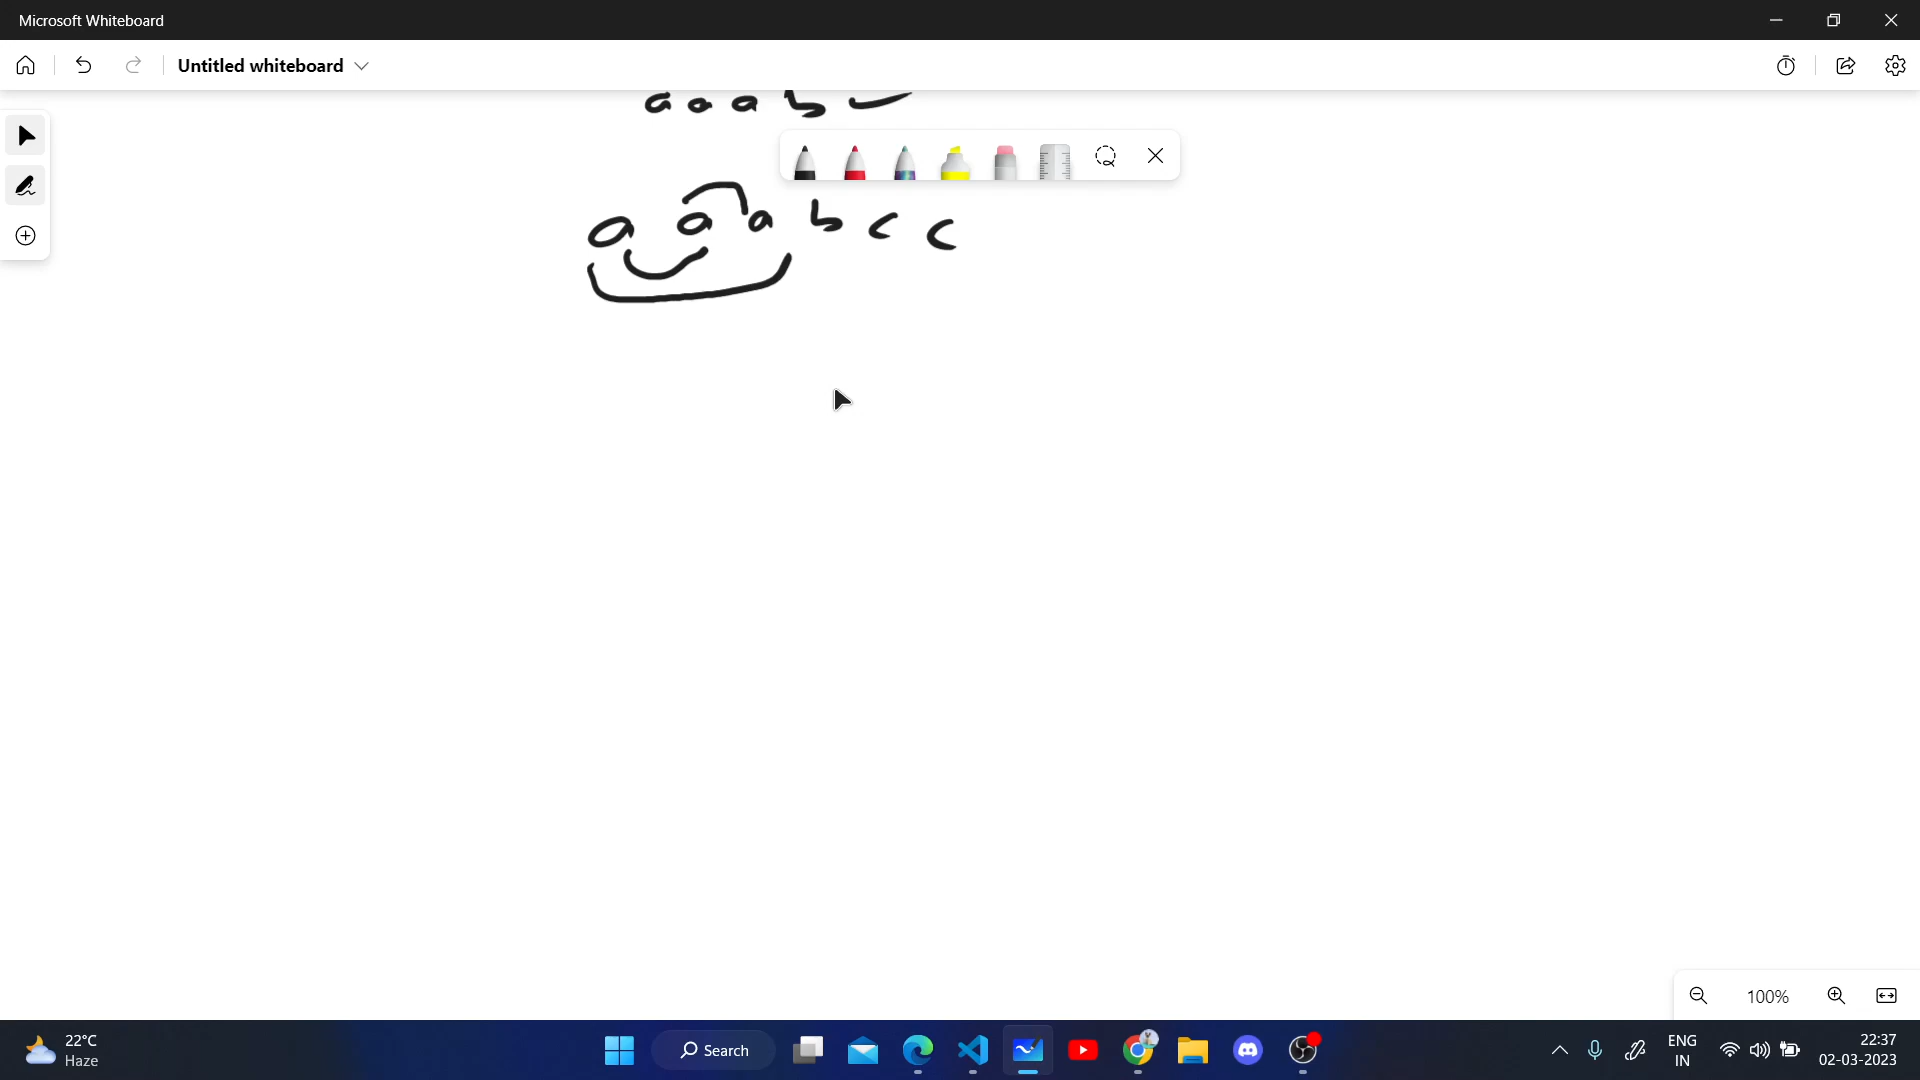 Microsoft Whiteboard
Untitled whiteboard
a a a b
a a a b c c
100%
22°C
Haze
Search
ENG
IN
22:37
02-03-2023